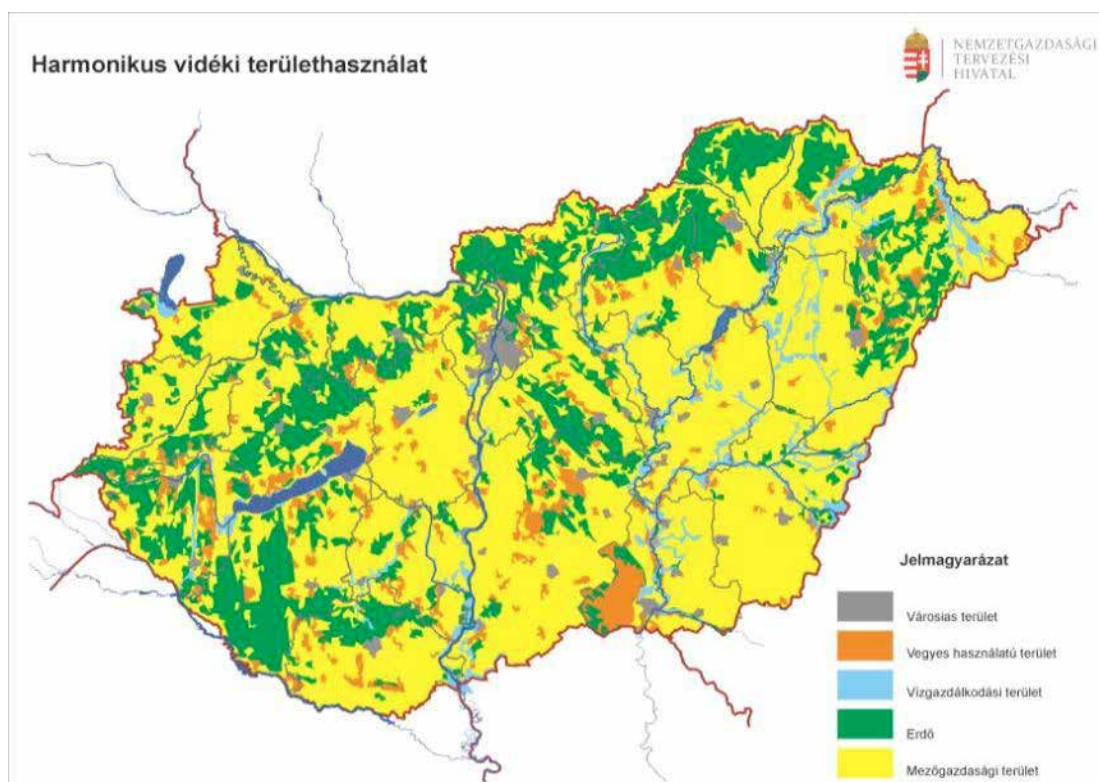 Harmonikus vidéki területhasználat
NEMZETGAZDASÁGI
TERVEZÉSI
HIVATAL
Jelmagyarázat
Városias terület
Vegyes használatú terület
Vízgazdálkodási terület
Erdő
Mezőgazdasági terület